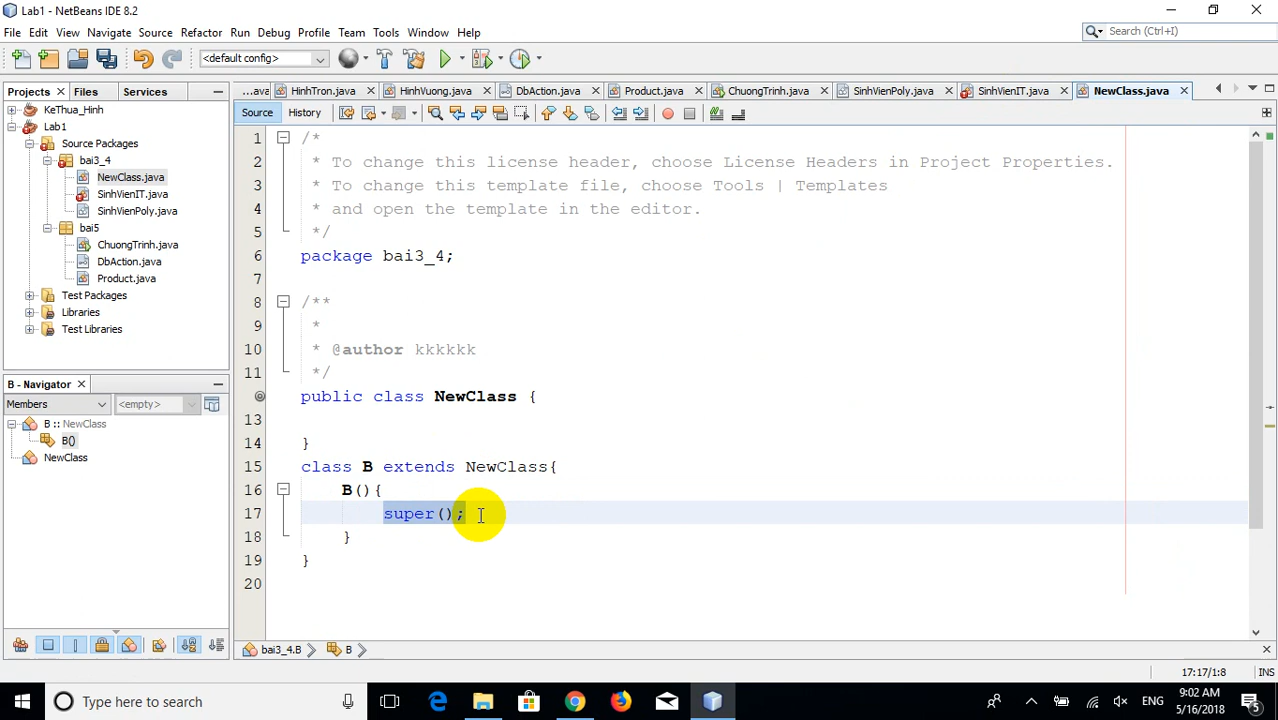 Lab1 - NetBeans IDE 8.2
File Edit View Navigate Source Refactor Run Debug Profile Team Tools Window Help
Search (Ctrl+I)
<default config>
Projects Files Services
...ava HinhTron.java HinhVuong.java DbAction.java Product.java ChuongTrinh.java SinhVienPoly.java SinhVienIT.java NewClass.java
Source History
KeThua_Hinh
Lab1
Source Packages
bai3_4
NewClass.java
SinhVienIT.java
SinhVienPoly.java
bai5
ChuongTrinh.java
DbAction.java
Product.java
Test Packages
Libraries
Test Libraries
B - Navigator
Members <empty>
B :: NewClass
B()
NewClass
1 /*
2 * To change this license header, choose License Headers in Project Properties.
3 * To change this template file, choose Tools | Templates
4 * and open the template in the editor.
5 */
6 package bai3_4;
7
8 /**
9 *
10 * @author kkkkkk
11 */
public class NewClass {
13
14 }
15 class B extends NewClass{
16 B(){
17 super();
18 }
19 }
20
bai3_4.B B
17:17/1:8 INS
Type here to search
ENG
9:02 AM
5/16/2018
5